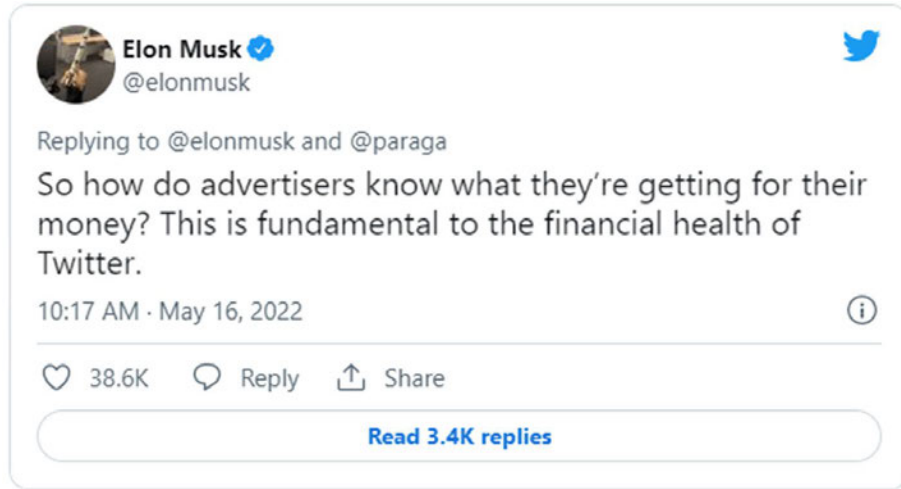 Elon Musk
@elonmusk
Replying to @elonmusk and @paraga
So how do advertisers know what they’re getting for their
money? This is fundamental to the financial health of
Twitter.
10:17 AM · May 16, 2022
38.6K Reply Share
Read 3.4K replies